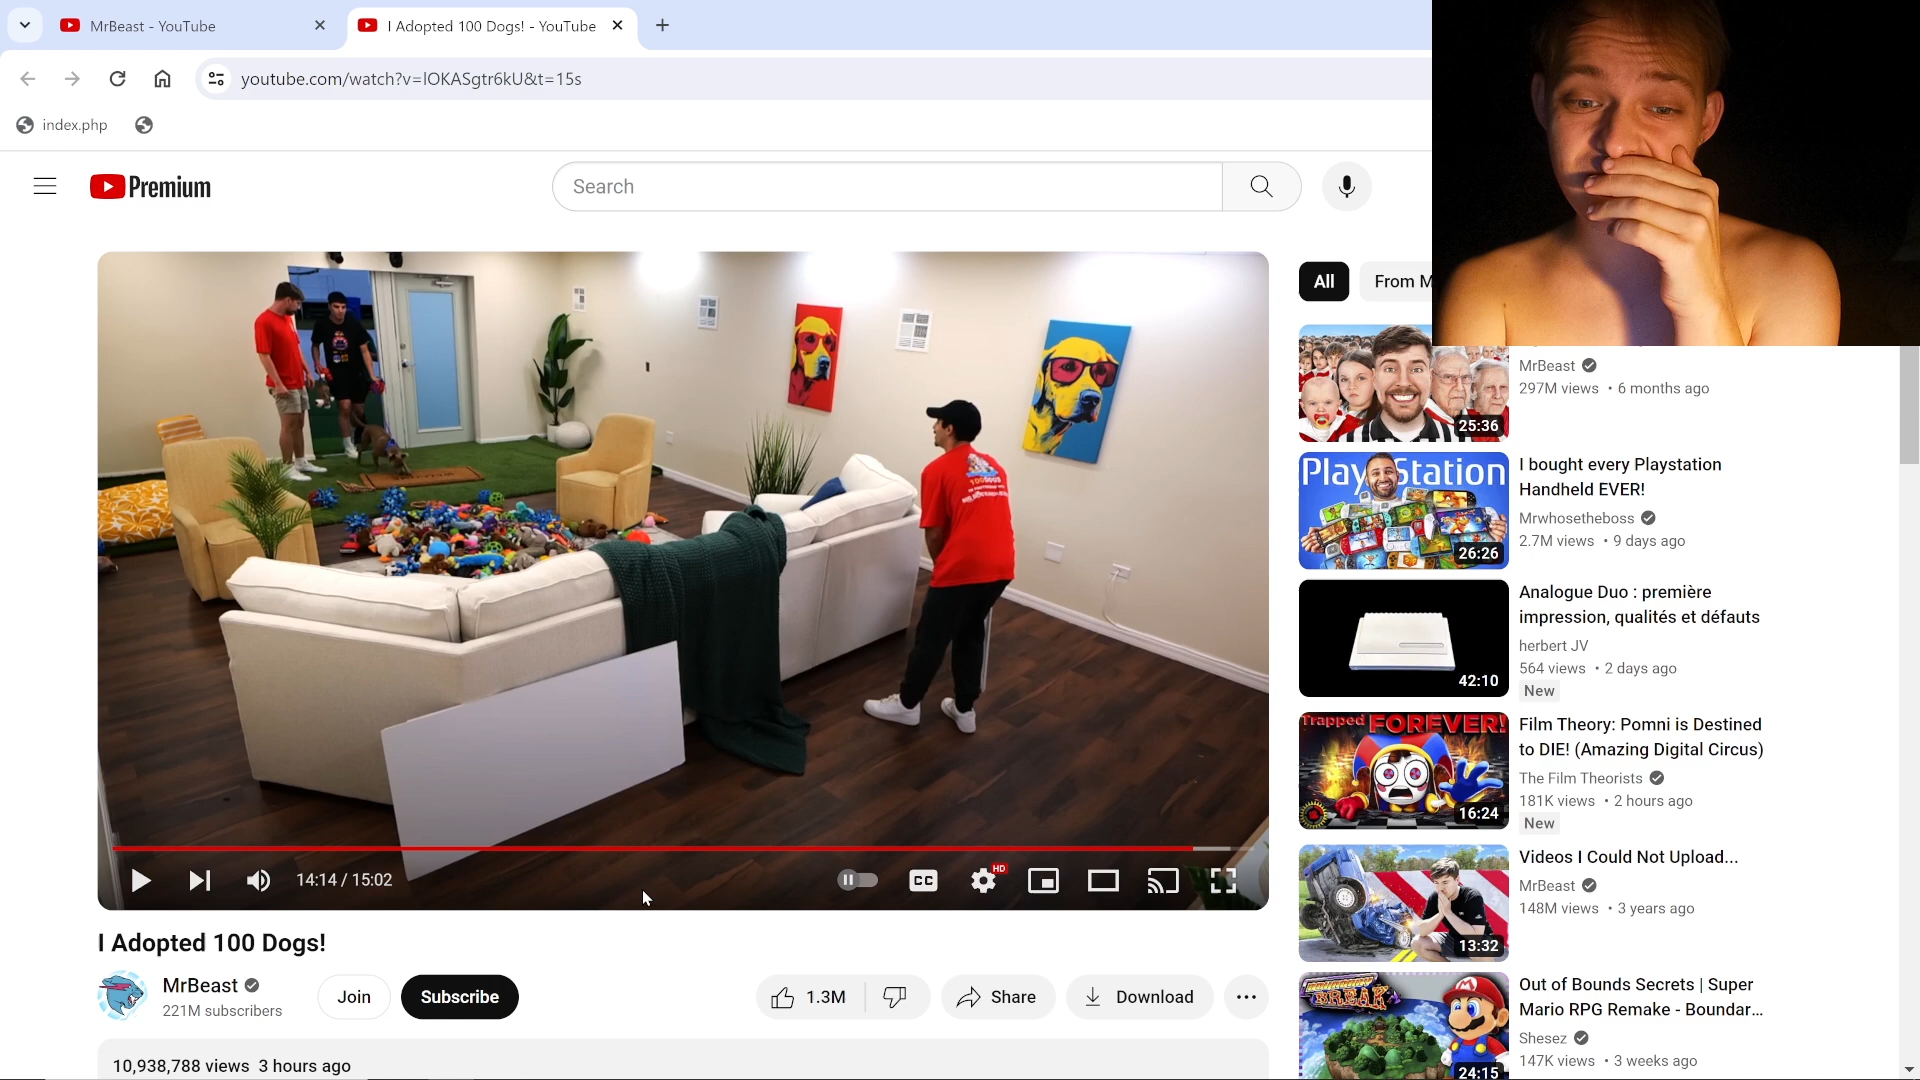 MrBeast - YouTube
I Adopted 100 Dogs! - YouTube
youtube.com/watch?v=lOKASgtr6kU&t=15s
index.php
Premium
Search
All
From M
14:14 / 15:02
CC
HD
I Adopted 100 Dogs!
MrBeast
221M subscribers
Join
Subscribe
1.3M
Share
Download
10,938,788 views 3 hours ago
25:36
MrBeast
297M views • 6 months ago
PlayStation
26:26
I bought every Playstation
Handheld EVER!
Mrwhosetheboss
2.7M views • 9 days ago
42:10
Analogue Duo : première
impression, qualités et défauts
herbert JV
564 views • 2 days ago
New
Trapped FOREVER!
16:24
Film Theory: Pomni is Destined
to DIE! (Amazing Digital Circus)
The Film Theorists
181K views • 2 hours ago
New
13:32
Videos I Could Not Upload...
MrBeast
148M views • 3 years ago
BOUNDARY
BREAK
24:15
Out of Bounds Secrets | Super
Mario RPG Remake - Boundar...
Shesez
147K views • 3 weeks ago